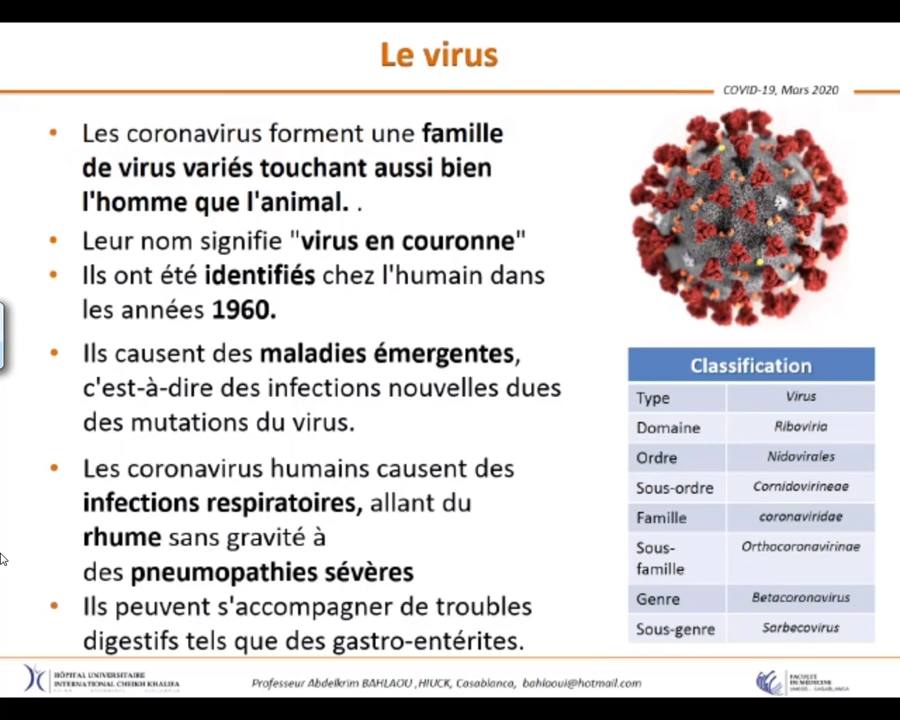 Le virus
COVID-19, Mars 2020
• Les coronavirus forment une famille
de virus variés touchant aussi bien
l'homme que l'animal. .
• Leur nom signifie "virus en couronne"
• Ils ont été identifiés chez l'humain dans
les années 1960.
• Ils causent des maladies émergentes,
c'est-à-dire des infections nouvelles dues
des mutations du virus.
• Les coronavirus humains causent des
infections respiratoires, allant du
rhume sans gravité à
des pneumopathies sévères
• Ils peuvent s'accompagner de troubles
digestifs tels que des gastro-entérites.
Classification
Type Virus
Domaine Riboviria
Ordre Nidovirales
Sous-ordre Cornidovirineae
Famille coronaviridae
Sous-
famille Orthocoronavirinae
Genre Betacoronavirus
Sous-genre Sarbecovirus
HÔPITAL UNIVERSITAIRE
INTERNATIONAL CHEIKH KHALIFA
Professeur Abdelkrim BAHLAOU ,HIUCK, Casablanca, bahlaoui@hotmail.com
FACULTÉ
DE MÉDECINE